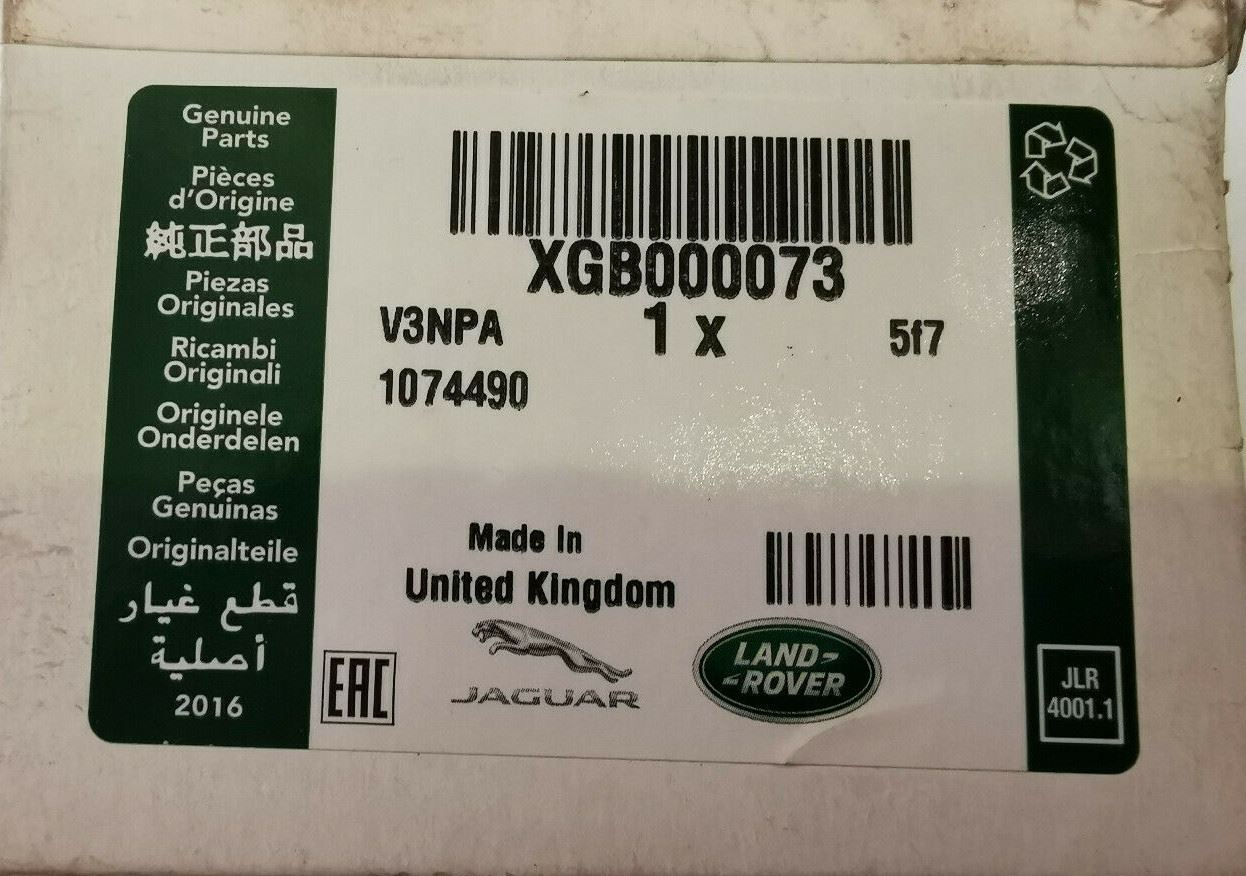 Genuine
Parts
Pièces
d'Origine
純正部品
Piezas
Originales
Ricambi
Originali
Originele
Onderdelen
Peças
Genuinas
Originalteile
قطع غيار
أصلية
2016
XGB000073
V3NPA
1 x
5f7
1074490
Made In
United Kingdom
EAC
JAGUAR
LAND-
ROVER
JLR
4001.1